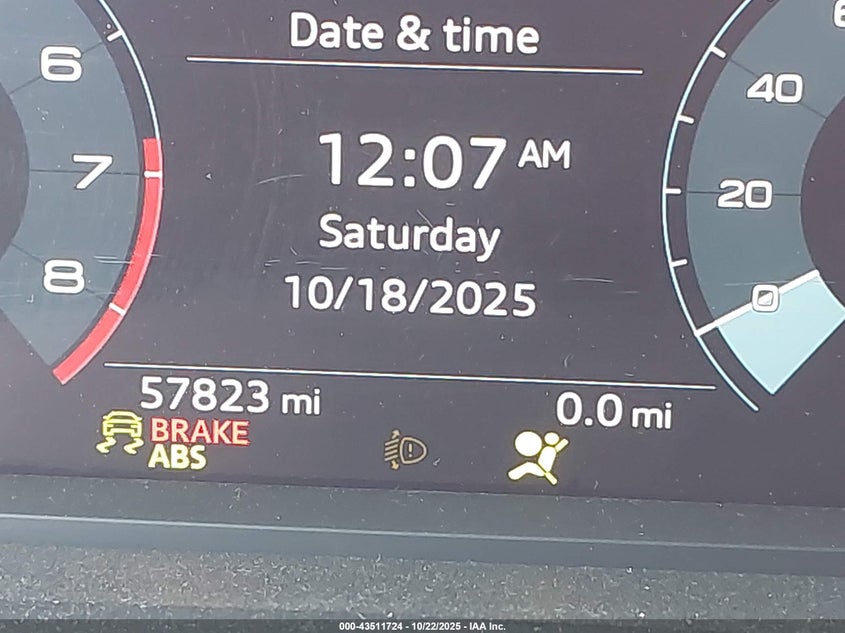 Date & time
6
7
8
40
20
0
12:07 AM
Saturday
10/18/2025
57823 mi
0.0 mi
BRAKE
ABS
000-43511724 - 10/22/2025 - IAA Inc.